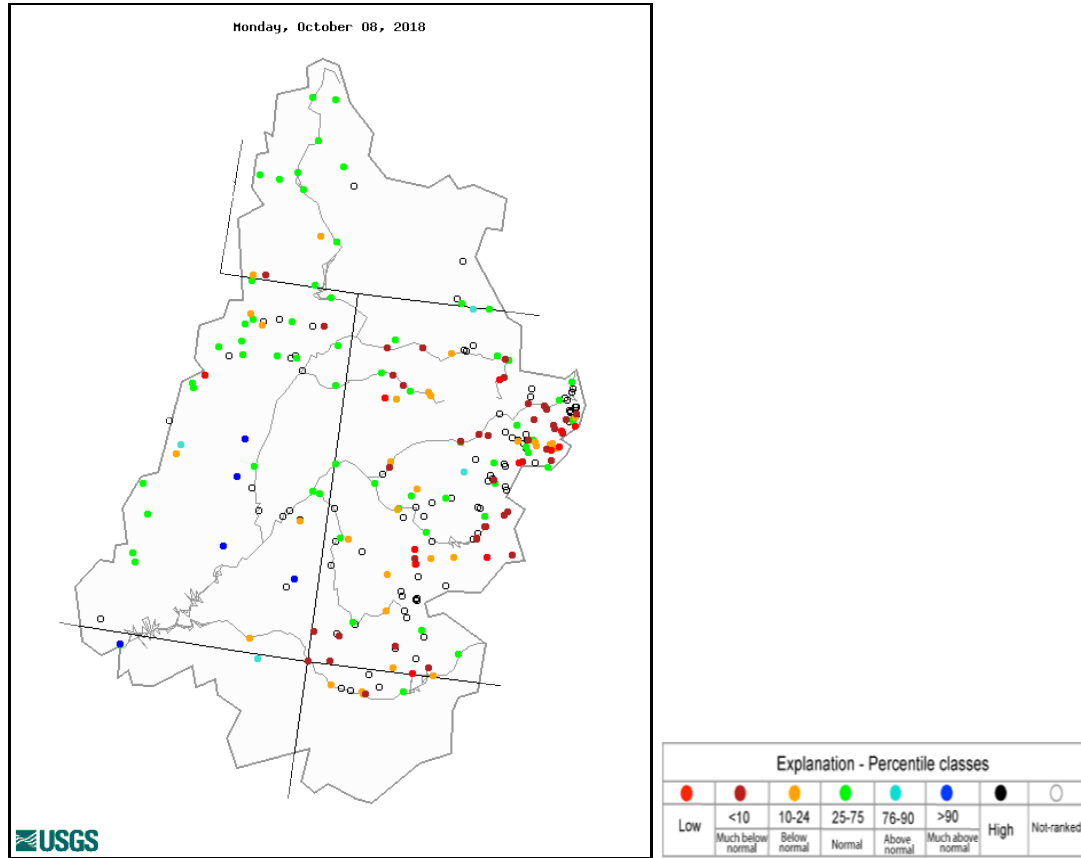 Monday, October 08, 2018
USGS
Explanation - Percentile classes
Low
<10
10-24
25-75
76-90
>90
High
Not-ranked
Much below
normal
Below
normal
Normal
Above
normal
Much above
normal